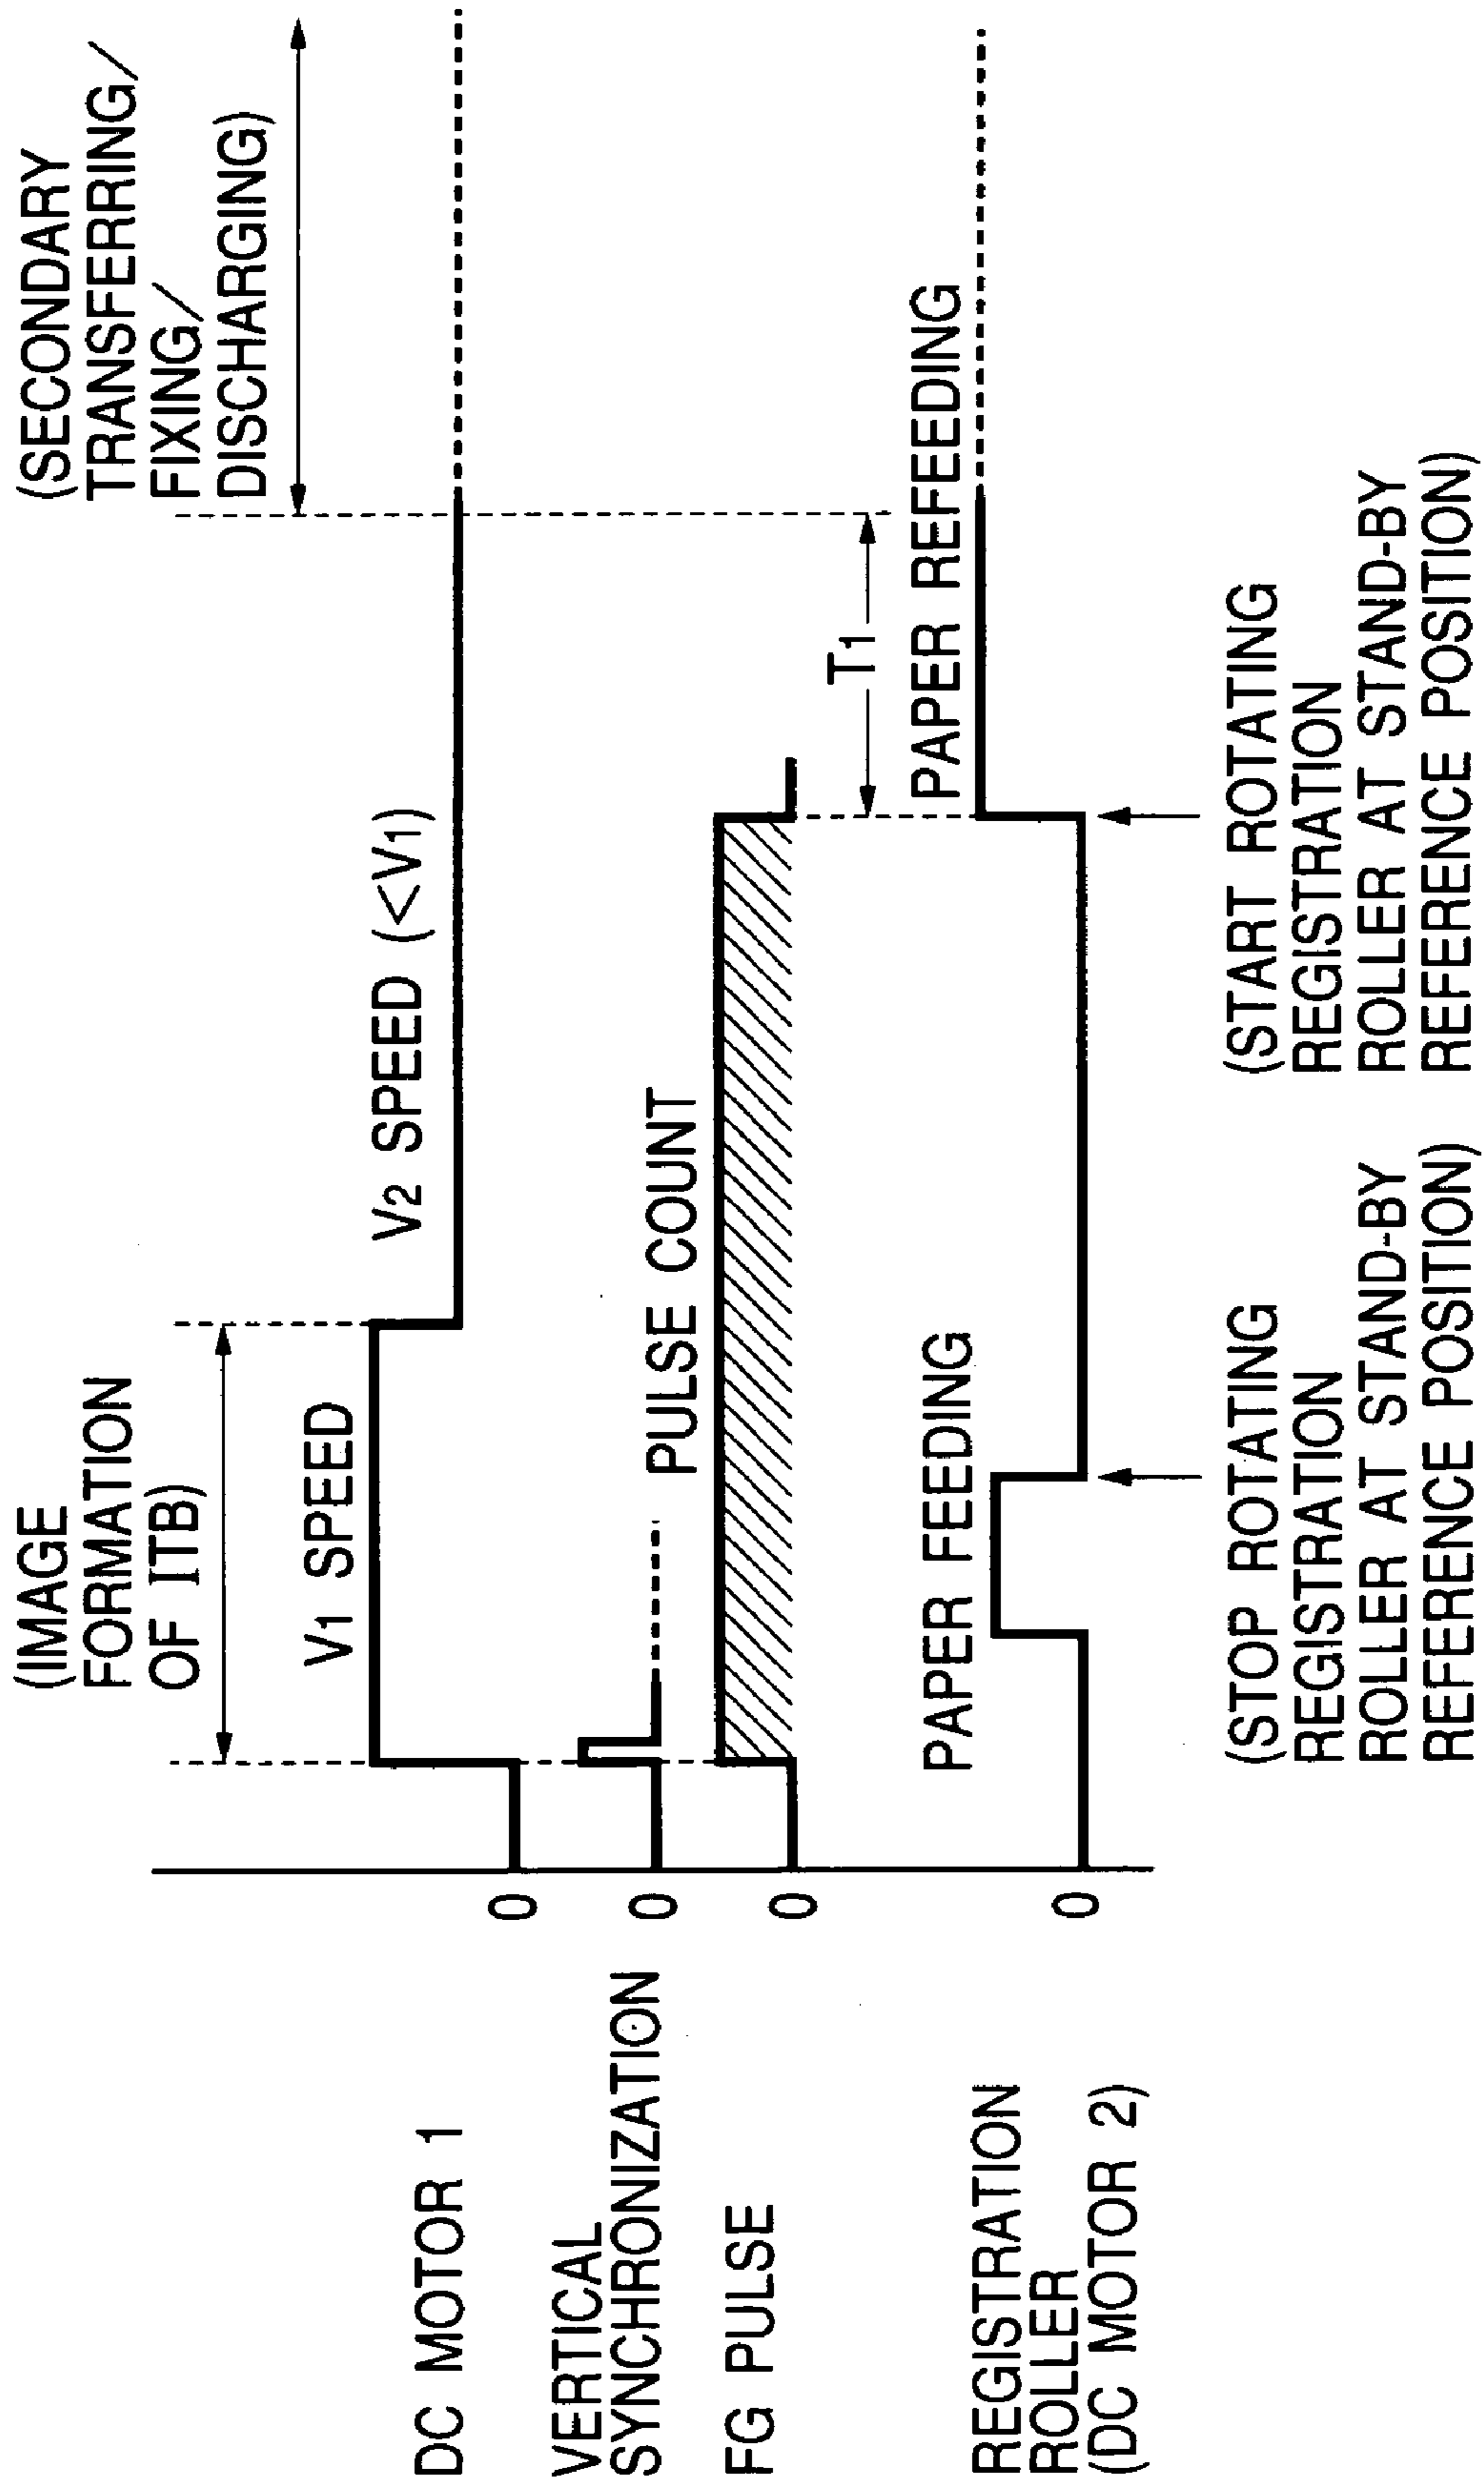 (IMAGE
FORMATION
OF ITB)
(SECONDARY
TRANSFERRING/
FIXING/
DISCHARGING)
DC MOTOR 1
0
V1 SPEED
V2 SPEED (<V1)
VERTICAL
SYNCHRONIZATION
0
FG PULSE
0
PULSE COUNT
T1
REGISTRATION
ROLLER
(DC MOTOR 2)
0
PAPER FEEDING
PAPER REFEEDING
(STOP ROTATING
REGISTRATION
ROLLER AT STAND-BY
REFERENCE POSITION)
(START ROTATING
REGISTRATION
ROLLER AT STAND-BY
REFERENCE POSITION)